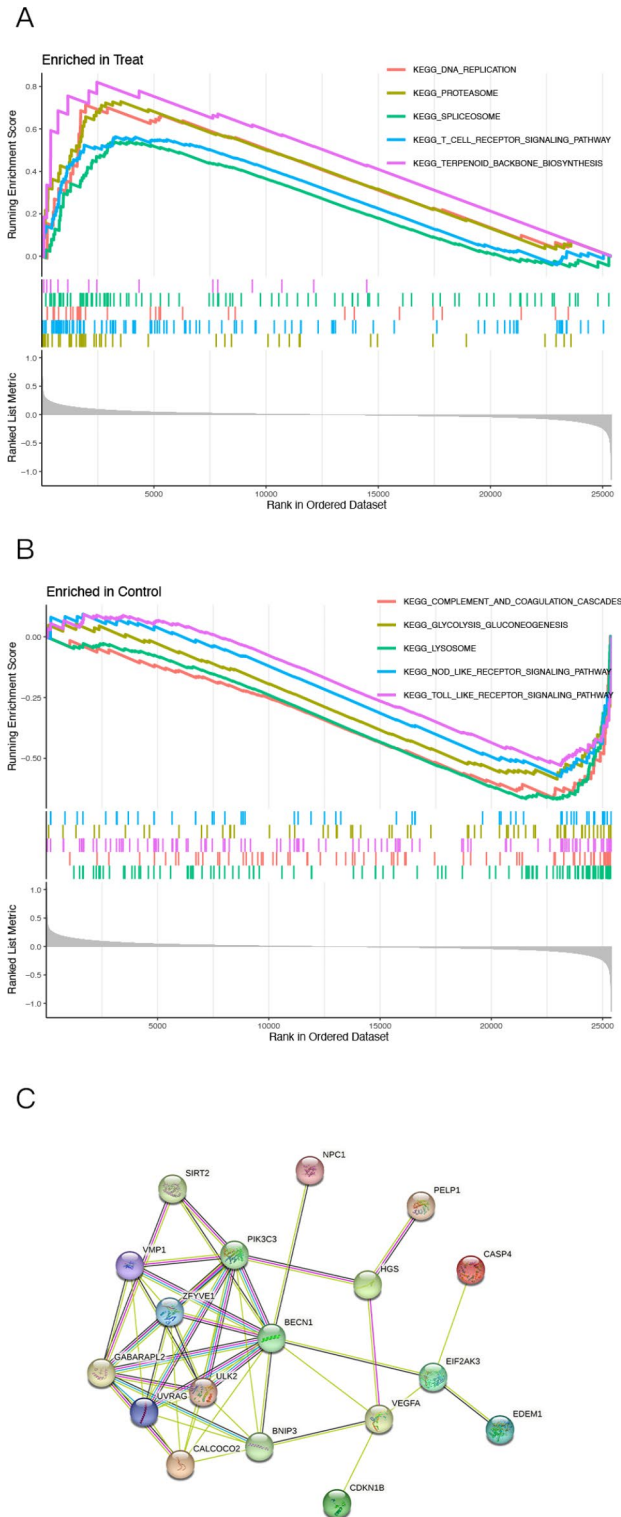 A
Enriched in Treat
KEGG_DNA_REPLICATION
KEGG_PROTEASOME
KEGG_SPLICEOSOME
KEGG_T_CELL_RECEPTOR_SIGNALING_PATHWAY
KEGG_TERPENOID_BACKBONE_BIOSYNTHESIS
Running Enrichment Score
0.8
0.6
0.4
0.2
0.0
Ranked List Metric
1.0
0.5
0.0
−0.5
−1.0
5000 10000 15000 20000 25000
Rank in Ordered Dataset
B
Enriched in Control
KEGG_COMPLEMENT_AND_COAGULATION_CASCADES
KEGG_GLYCOLYSIS_GLUCONEOGENESIS
KEGG_LYSOSOME
KEGG_NOD_LIKE_RECEPTOR_SIGNALING_PATHWAY
KEGG_TOLL_LIKE_RECEPTOR_SIGNALING_PATHWAY
Running Enrichment Score
0.00
−0.25
−0.50
Ranked List Metric
1.0
0.5
0.0
−0.5
−1.0
5000 10000 15000 20000 25000
Rank in Ordered Dataset
C
NPC1
SIRT2
PELP1
PIK3C3
VMP1
CASP4
HGS
ZFYVE1
BECN1
GABARAPL2
EIF2AK3
ULK2
UVRAG
VEGFA
EDEM1
BNIP3
CALCOCO2
CDKN1B